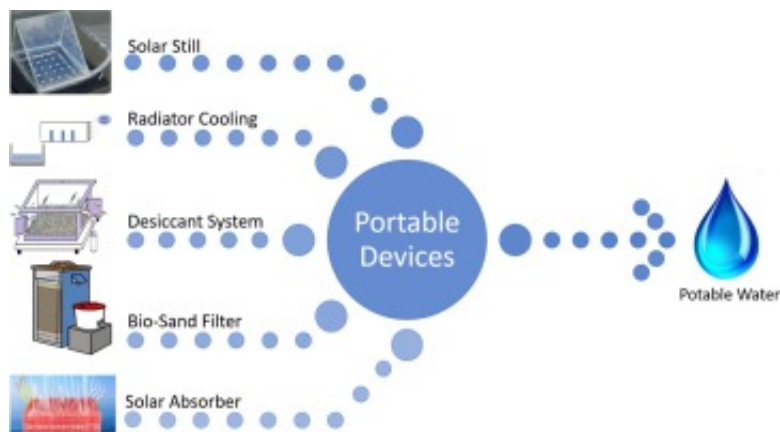 Solar Still
Radiator Cooling
Desiccant System
Bio-Sand Filter
Solar Absorber
Portable
Devices
Potable Water